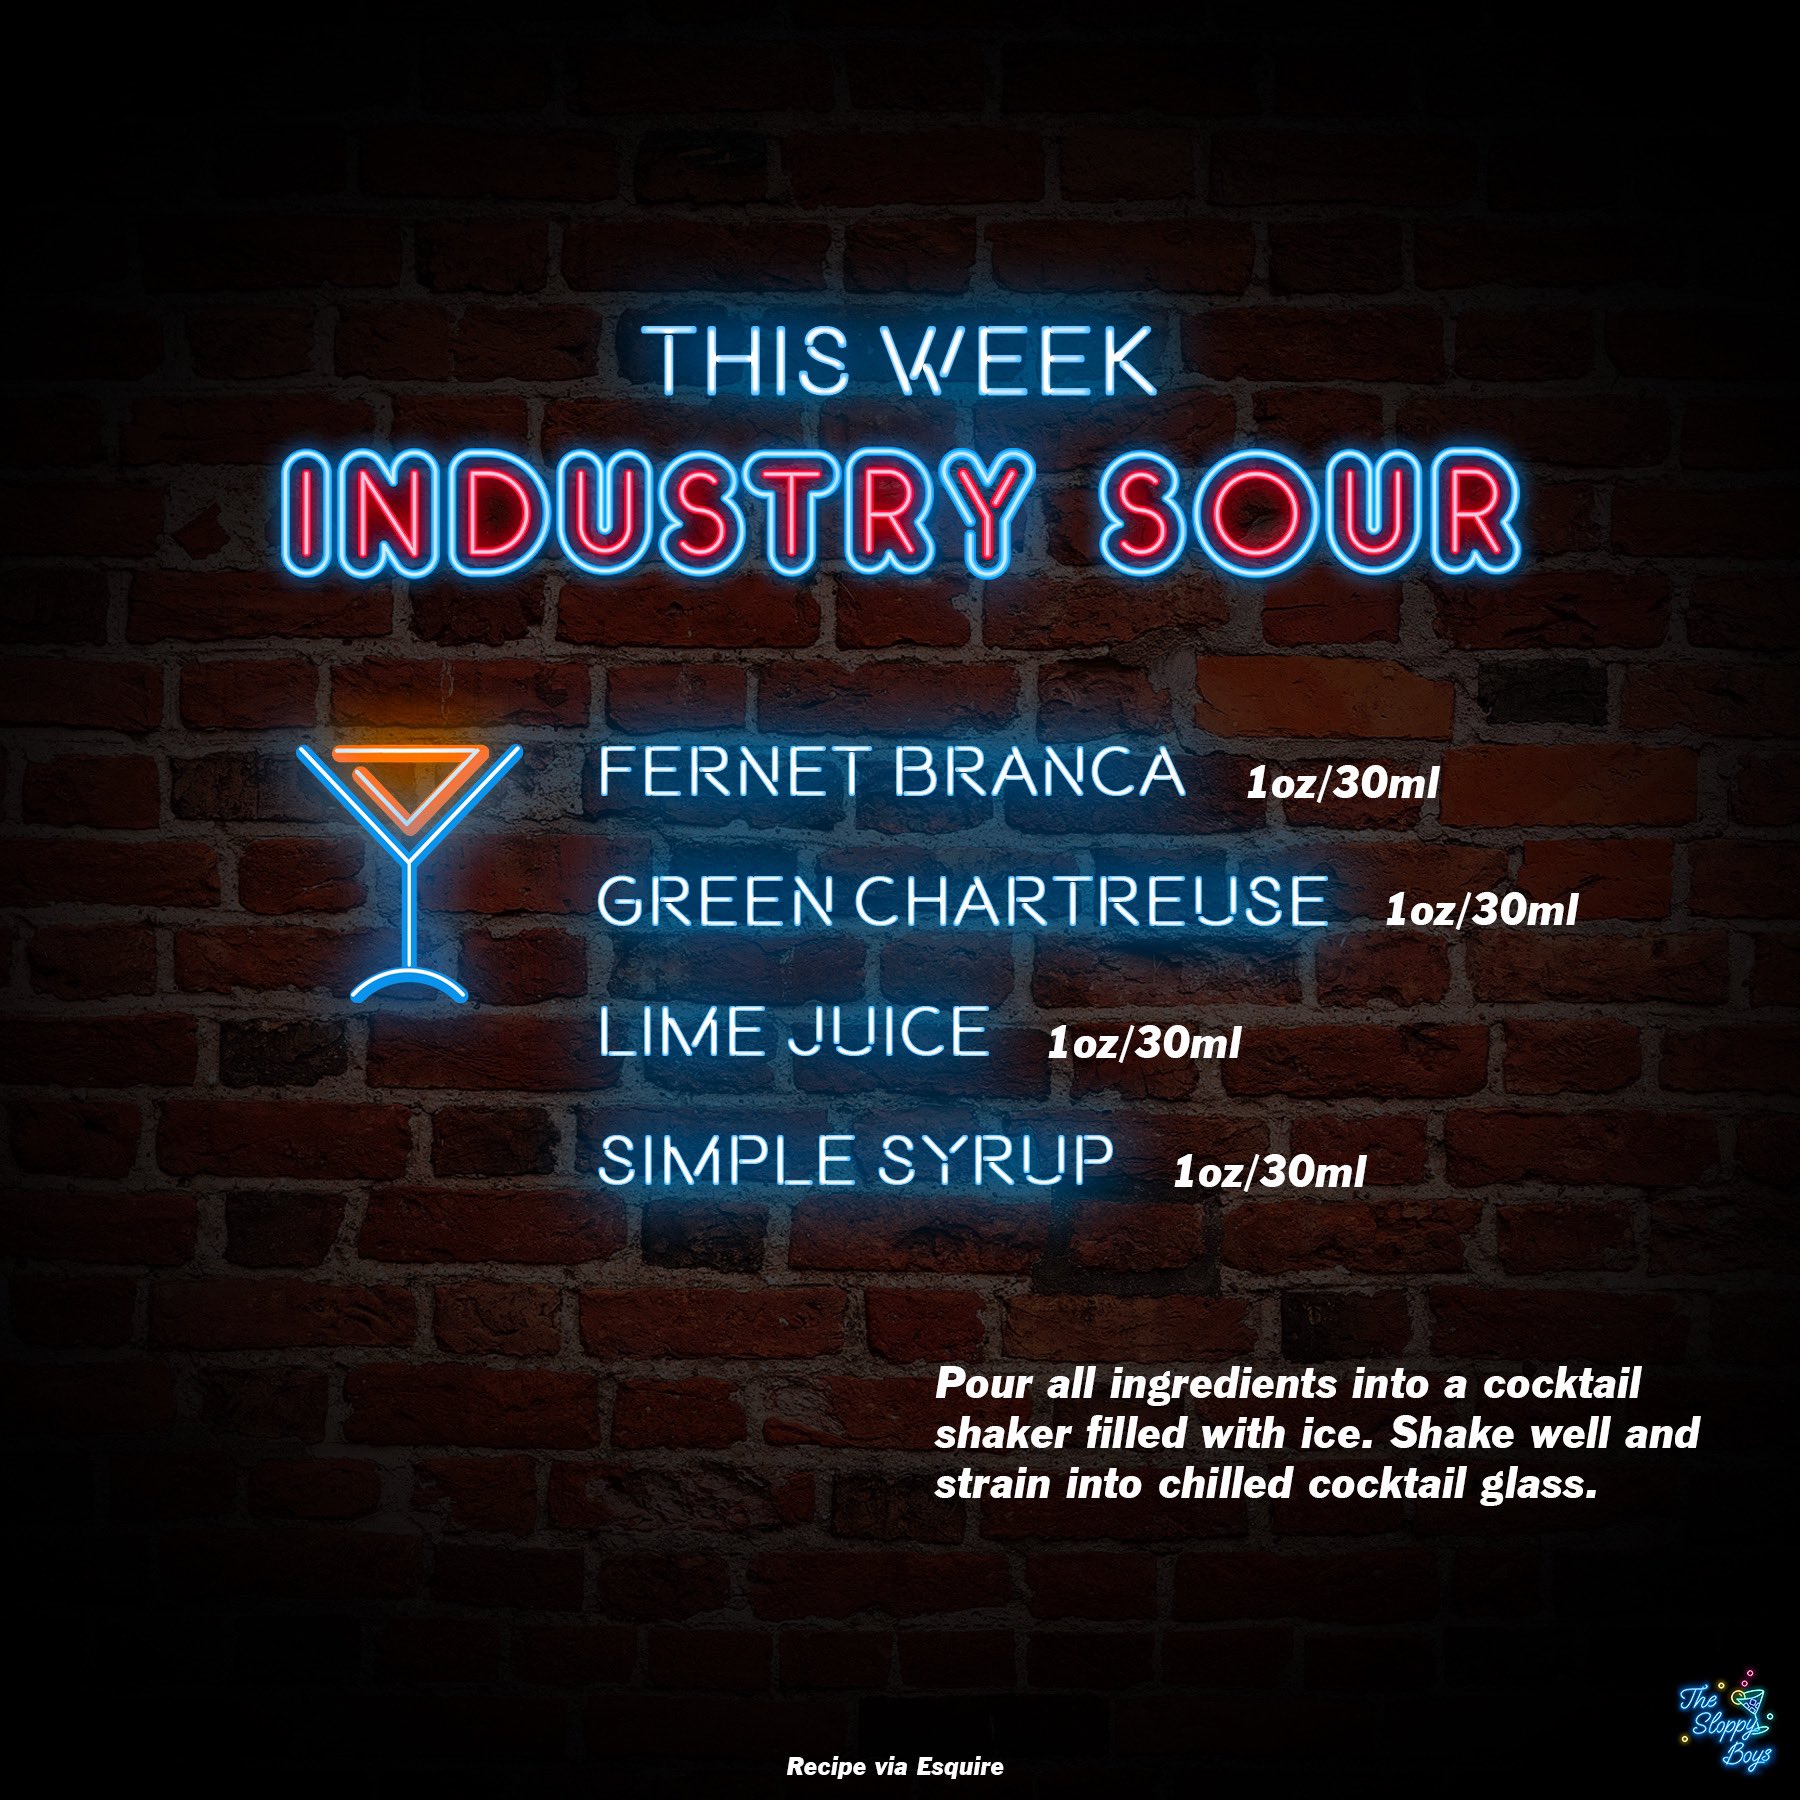 THIS WEEK
INDUSTRY SOUR
FERNET BRANCA 1oz/30ml
GREEN CHARTREUSE 1oz/30ml
LIME JUICE 1oz/30ml
SIMPLE SYRUP 1oz/30ml
Pour all ingredients into a cocktail
shaker filled with ice. Shake well and
strain into chilled cocktail glass.
The
Sloppy
Boys
Recipe via Esquire